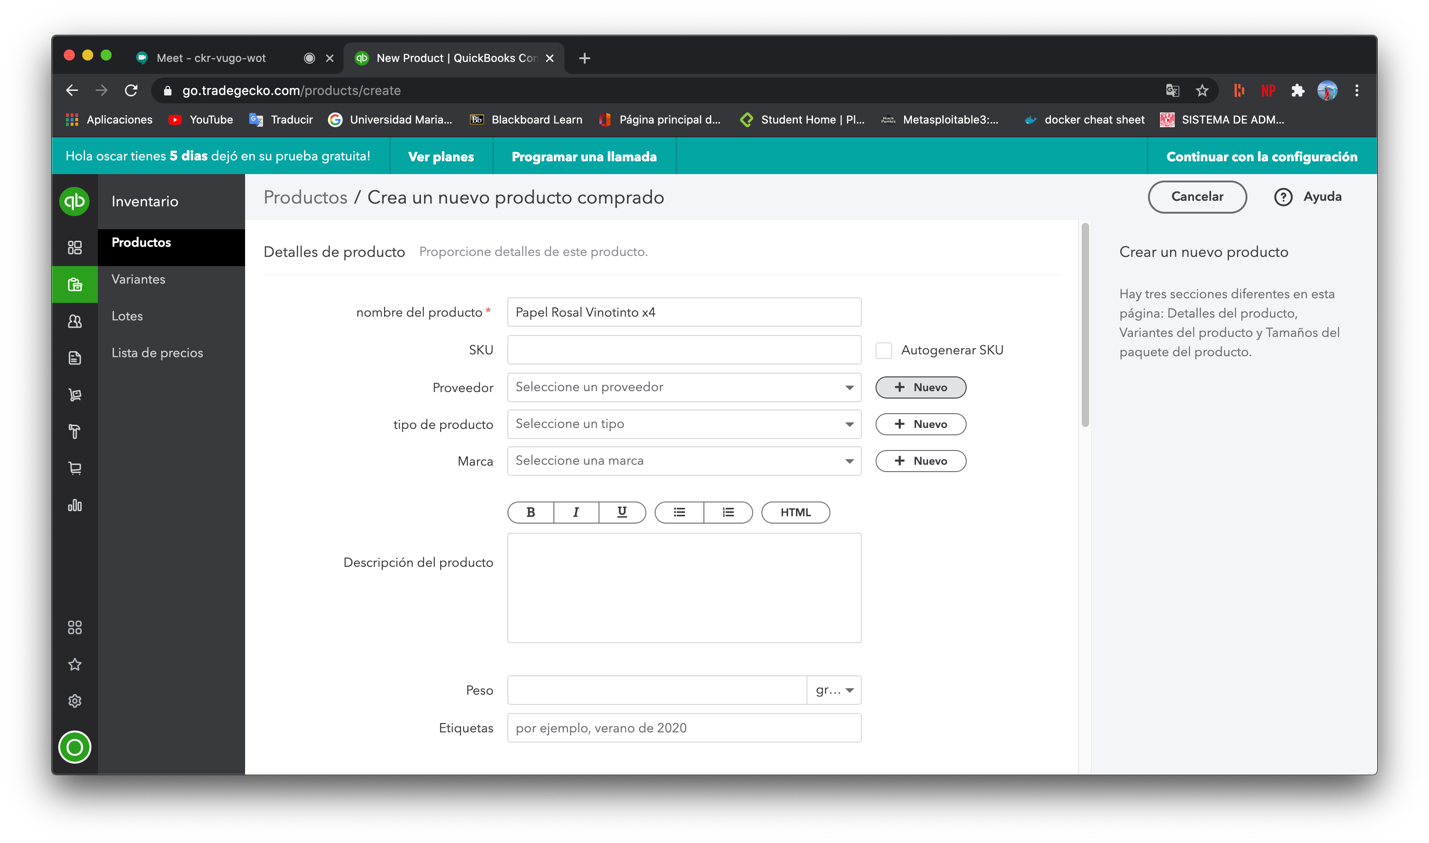 Meet - ckr-vugo-wot
New Product | QuickBooks Co
go.tradegecko.com/products/create
Aplicaciones YouTube Traducir Universidad Maria... Blackboard Learn Página principal d... Student Home | Pl... Metasploitable3:... docker cheat sheet SISTEMA DE ADM...
Hola oscar tienes 5 dias dejó en su prueba gratuita! Ver planes Programar una llamada Continuar con la configuración
qb Inventario
Productos / Crea un nuevo producto comprado
Cancelar
? Ayuda
Productos
Variantes
Lotes
Lista de precios
Detalles de producto Proporcione detalles de este producto.
nombre del producto * Papel Rosal Vinotinto x4
SKU Autogenerar SKU
Proveedor Seleccione un proveedor + Nuevo
tipo de producto Seleccione un tipo + Nuevo
Marca Seleccione una marca + Nuevo
B I U HTML
Descripción del producto
Peso gr...
Etiquetas por ejemplo, verano de 2020
Crear un nuevo producto
Hay tres secciones diferentes en esta
página: Detalles del producto,
Variantes del producto y Tamaños del
paquete del producto.
O